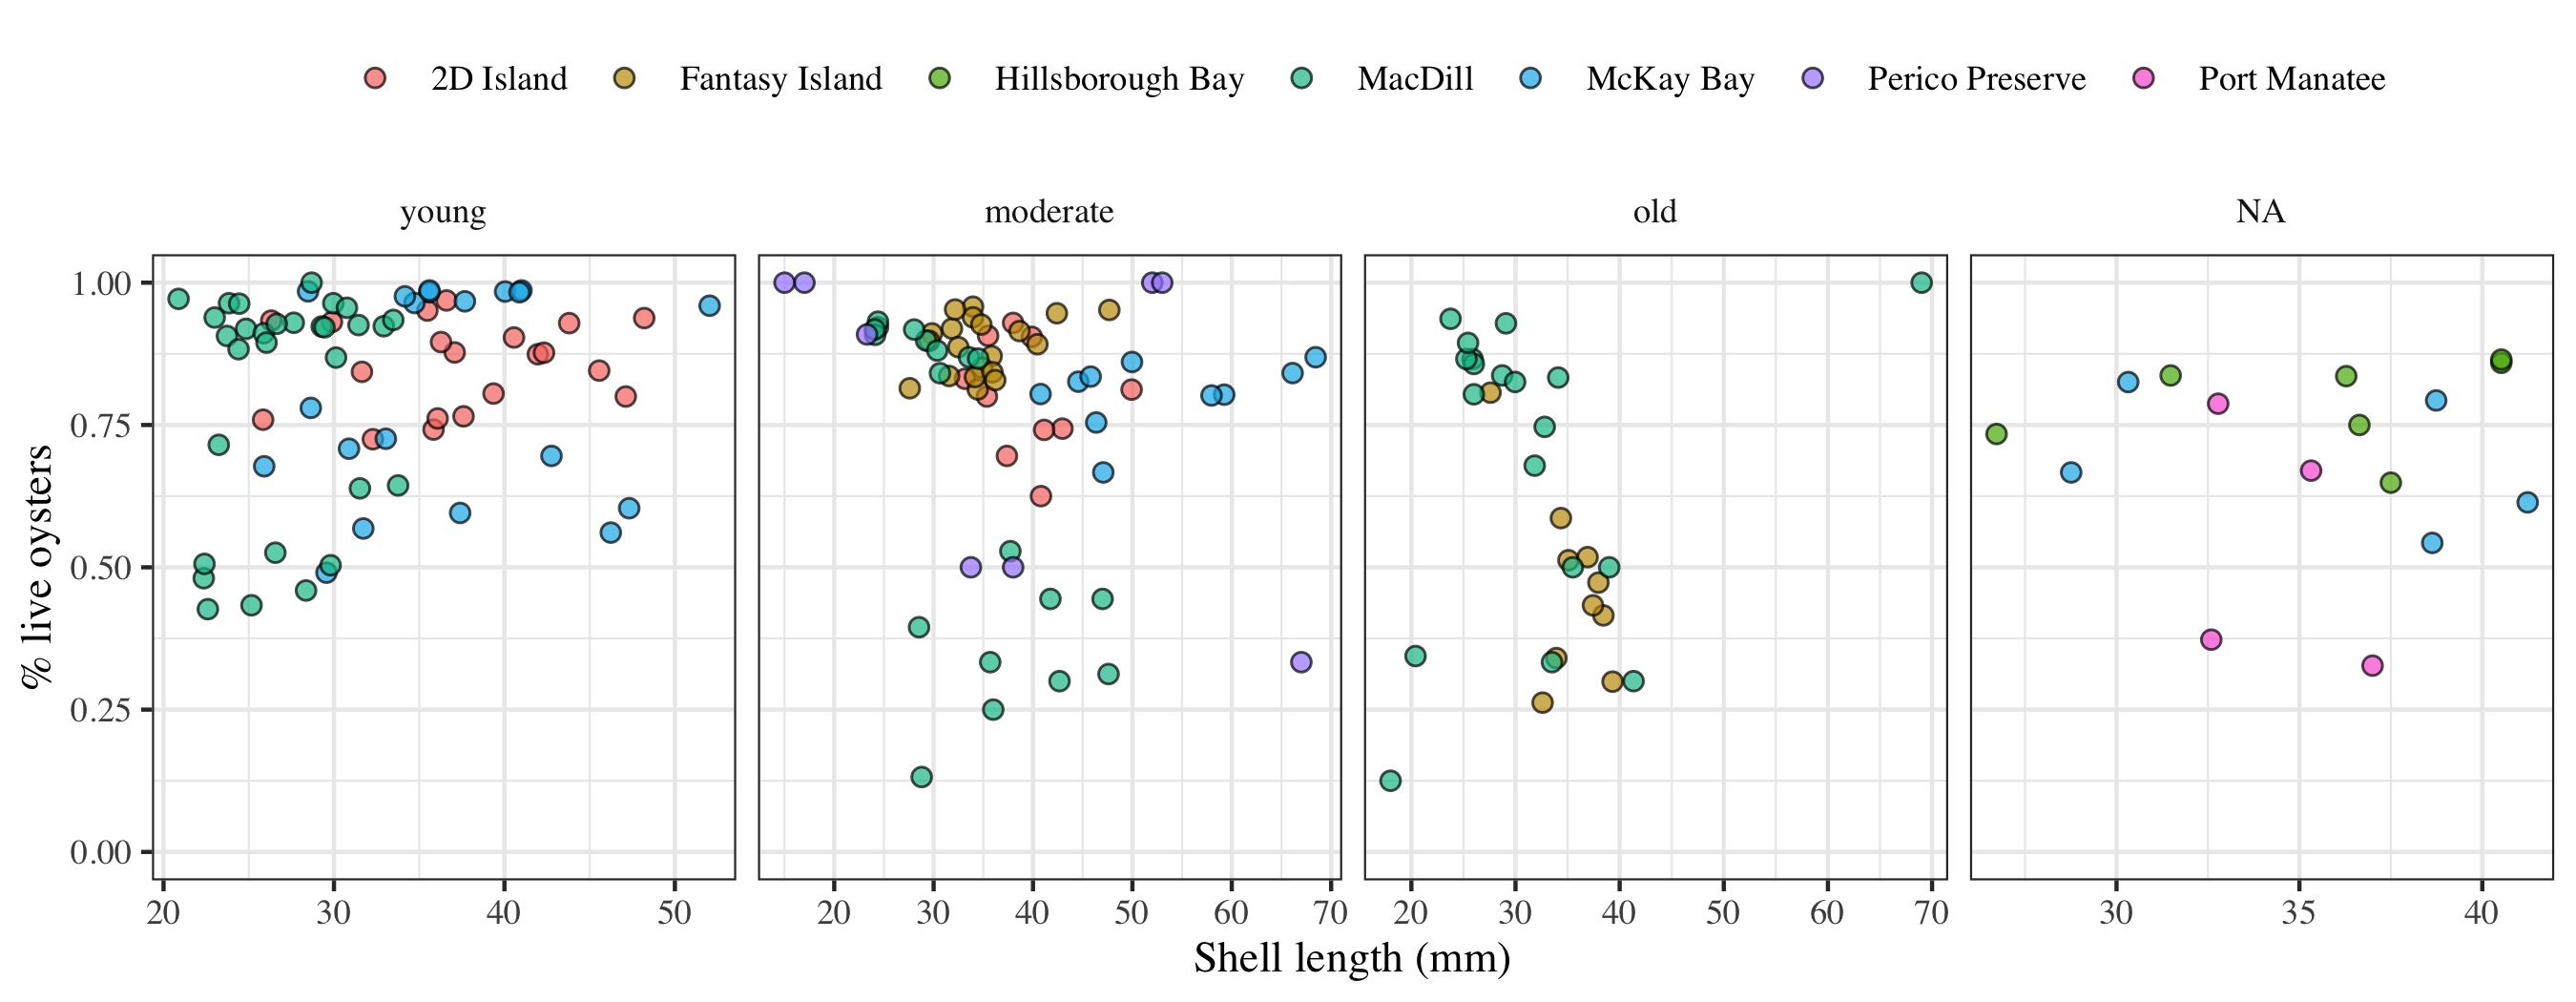 2D Island Fantasy Island Hillsborough Bay MacDill McKay Bay Perico Preserve Port Manatee
young moderate old NA
1.00
0.75
0.50
0.25
0.00
% live oysters
20 30 40 50 20 30 40 50 60 70 20 30 40 50 60 70 30 35 40
Shell length (mm)